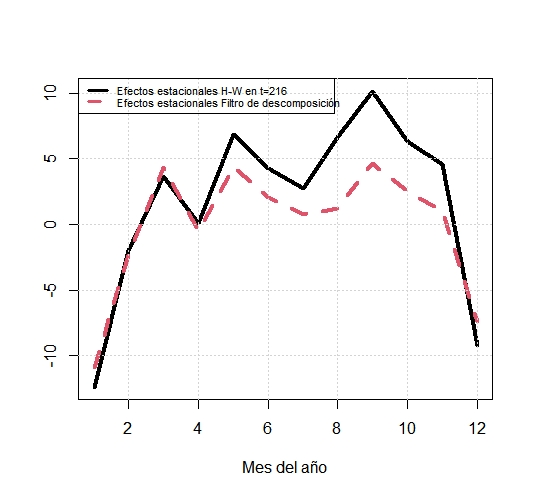 Efectos estacionales H-W en t=216
Efectos estacionales Filtro de descomposición
10
5
0
-5
-10
2 4 6 8 10 12
Mes del año